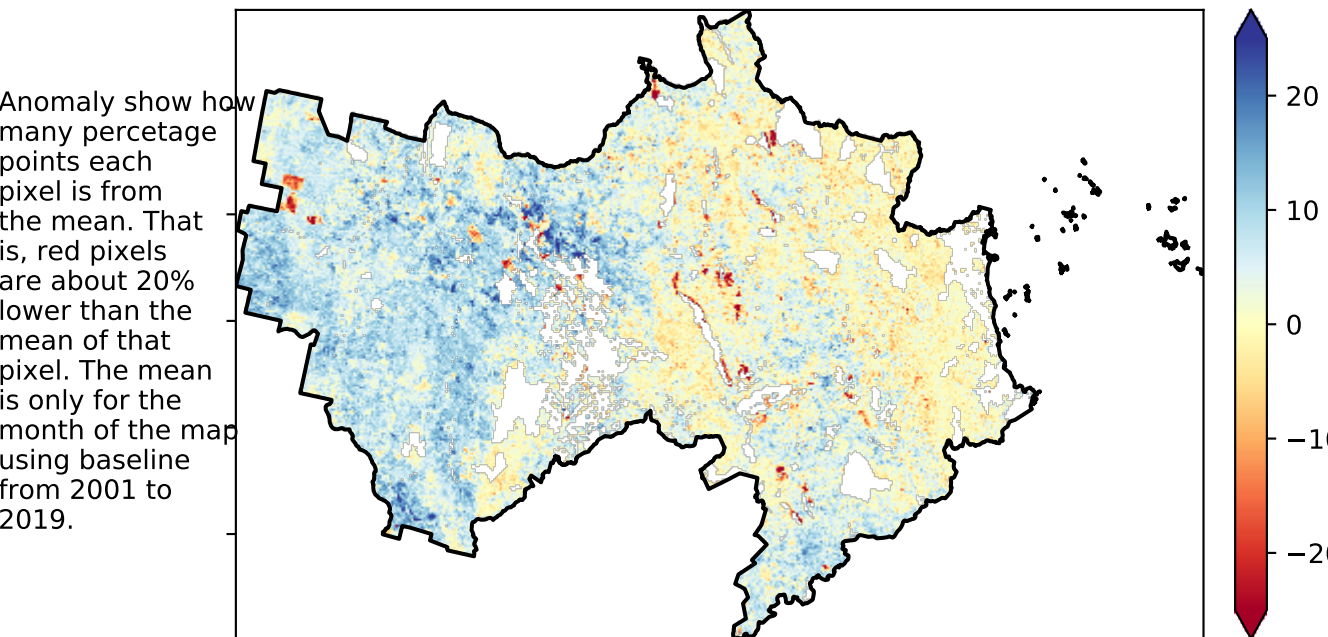 Anomaly show how
many percetage
points each
pixel is from
the mean. That
is, red pixels
are about 20%
lower than the
mean of that
pixel. The mean
is only for the
month of the map
using baseline
from 2001 to
2019.
20
10
0
−10
−20